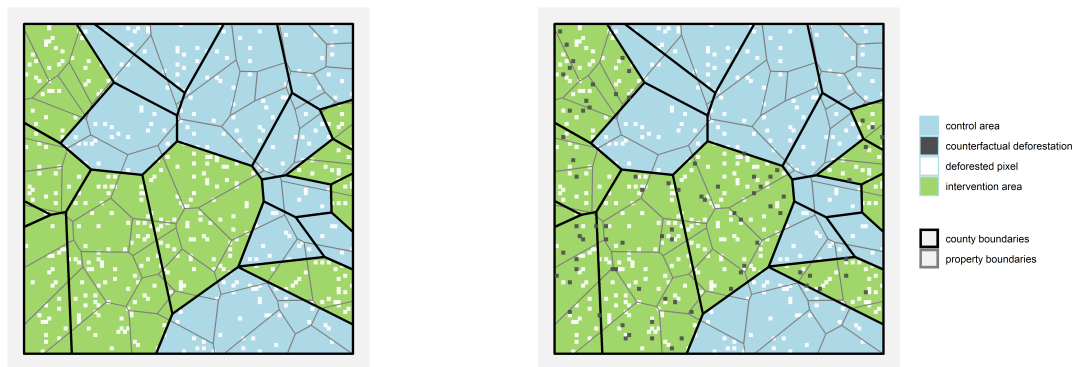 control area
counterfactual deforestation
deforested pixel
intervention area
county boundaries
property boundaries